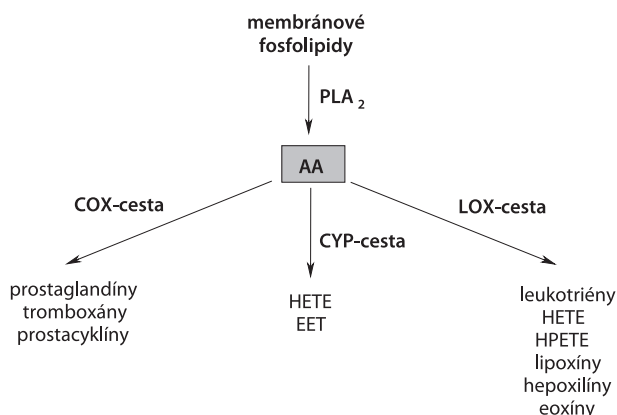 membránové
fosfolipidy
PLA 2
AA
COX-cesta
CYP-cesta
LOX-cesta
prostaglandíny
tromboxány
prostacyklíny
HETE
EET
leukotriény
HETE
HPETE
lipoxíny
hepoxilíny
eoxíny